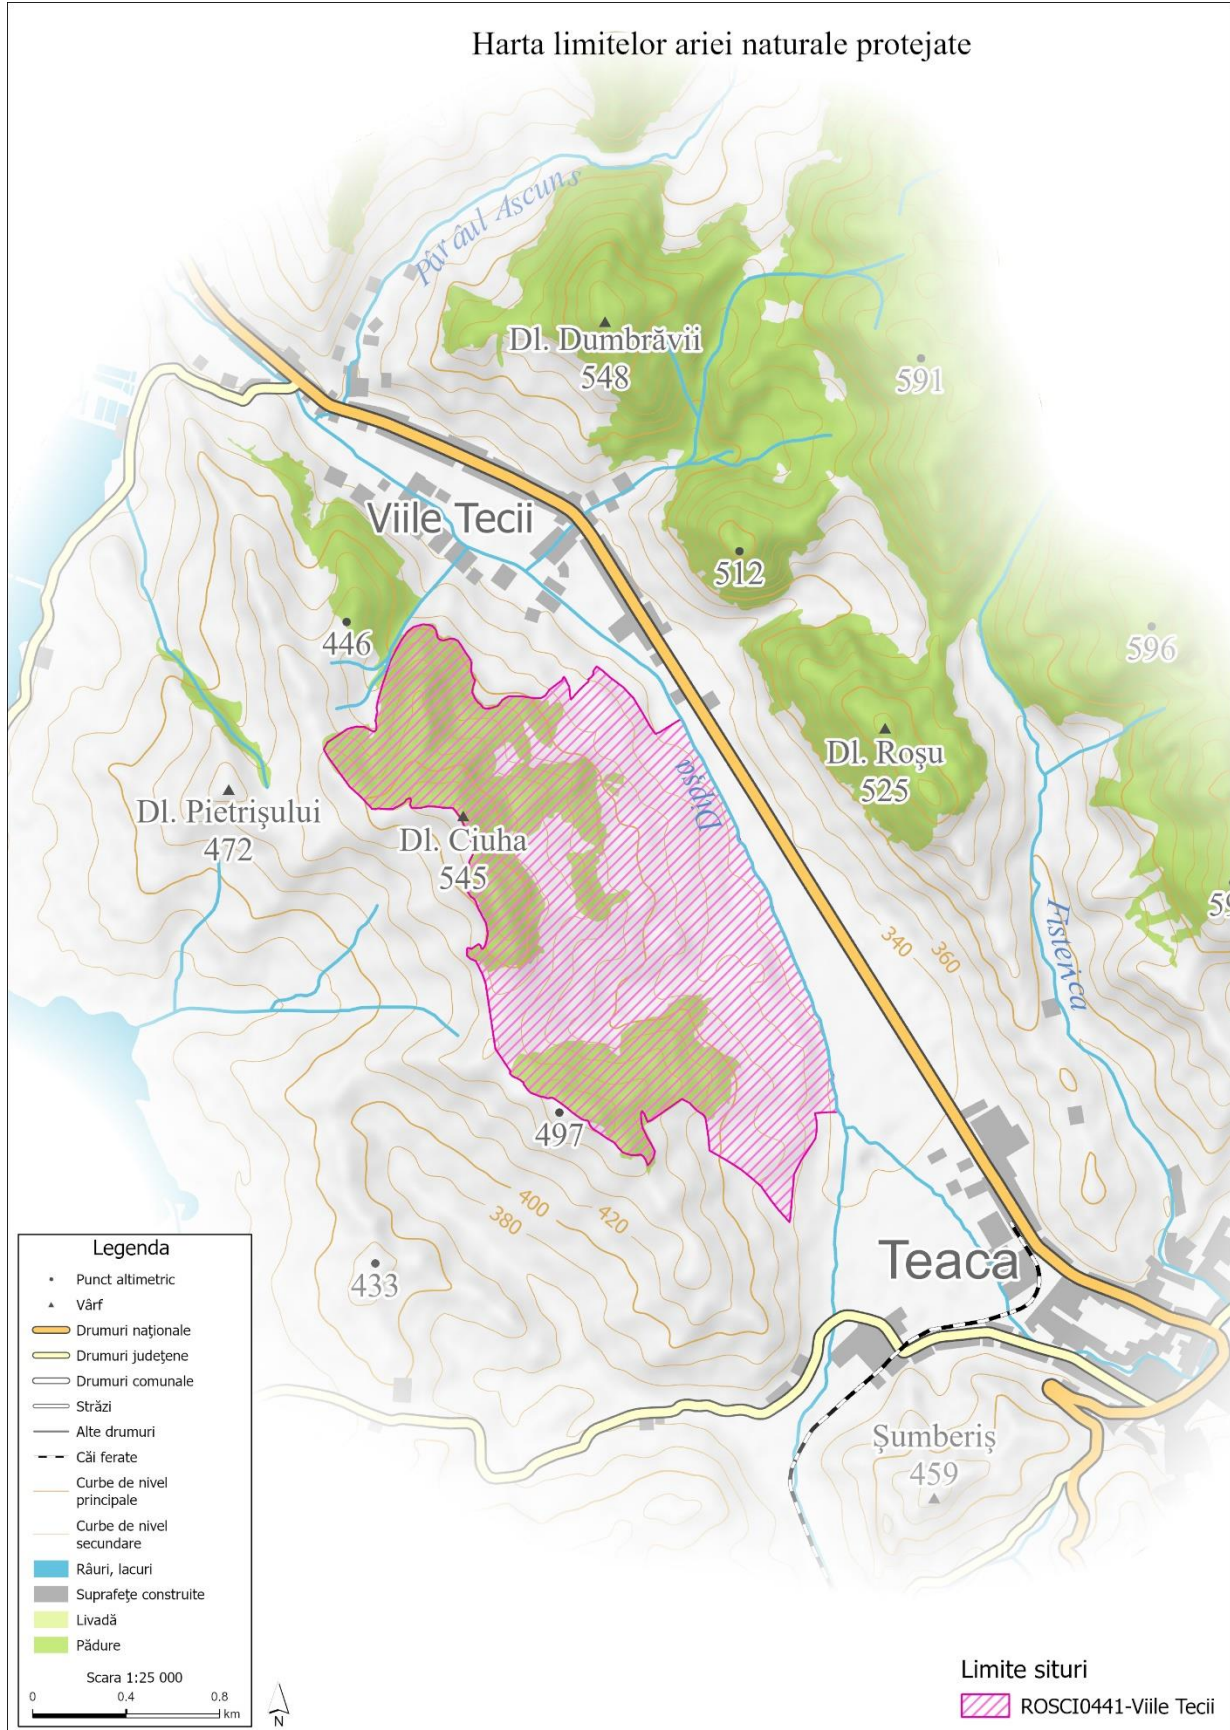 Harta limitelor ariei naturale protejate
Pârâul Ascuns
Dl. Dumbrăvii
548
591
Viile Tecii
512
446
596
Dl. Roşu
525
Dipşa
Dl. Pietrişului
472
Dl. Ciuha
545
Fisterica
340
360
497
400
380
420
433
Teaca
Şumberiş
459
Legenda
Punct altimetric
Vârf
Drumuri naţionale
Drumuri judeţene
Drumuri comunale
Străzi
Alte drumuri
Căi ferate
Curbe de nivel
principale
Curbe de nivel
secundare
Râuri, lacuri
Suprafeţe construite
Livadă
Pădure
Scara 1:25 000
0 0.4 0.8
km
N
Limite situri
ROSCI0441-Viile Tecii